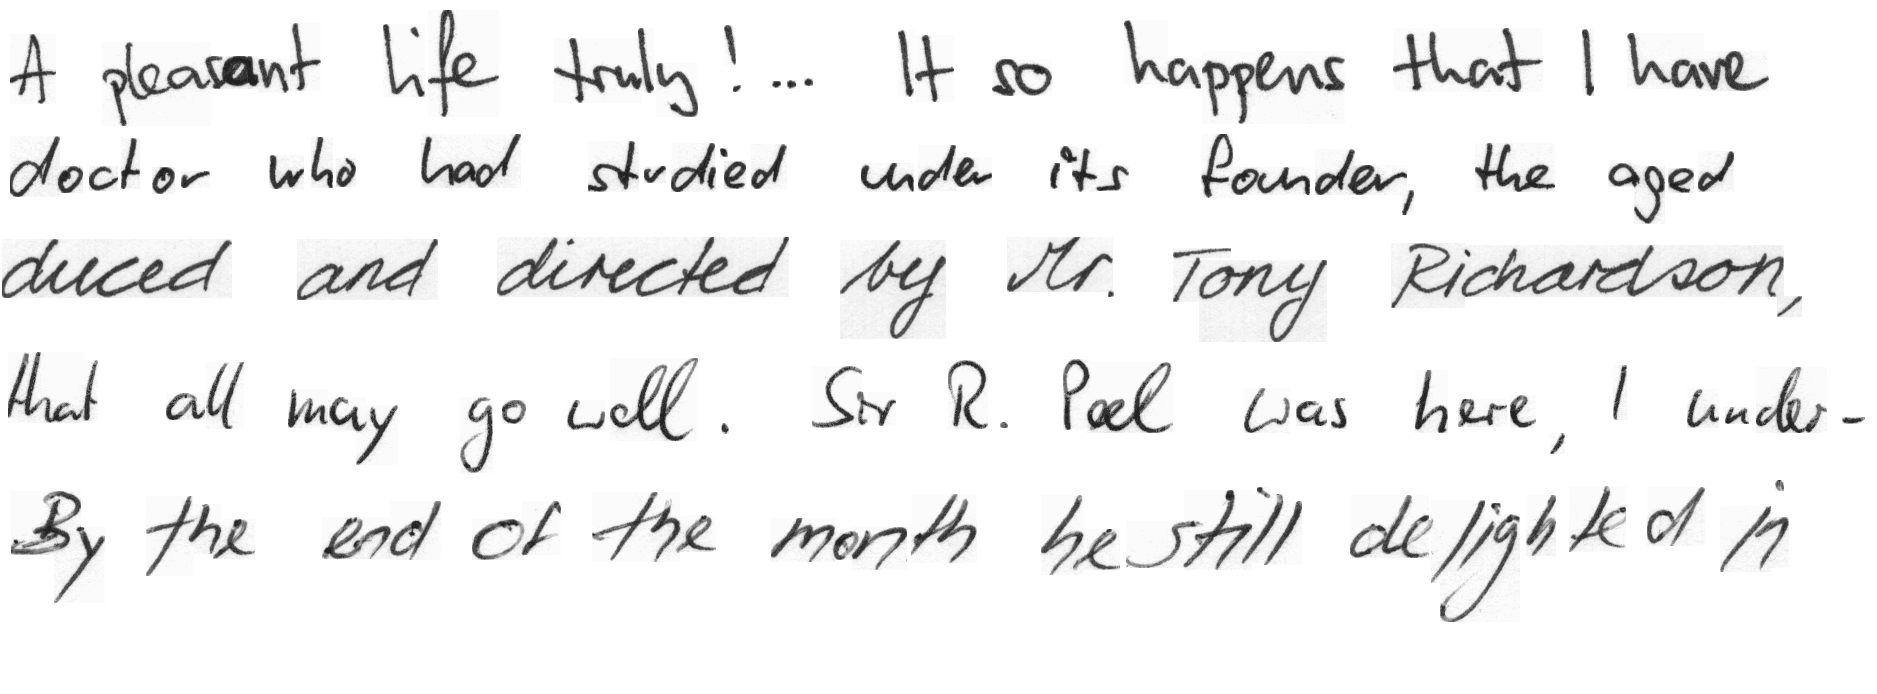 A pleasant life truly! ... It so happens that I have
doctor who had studied under its founder, the aged
duced and directed by Mr. Tony Richardson,
that all may go well. Sir R. Peel was here, I under-
By the end of the month he still delighted in